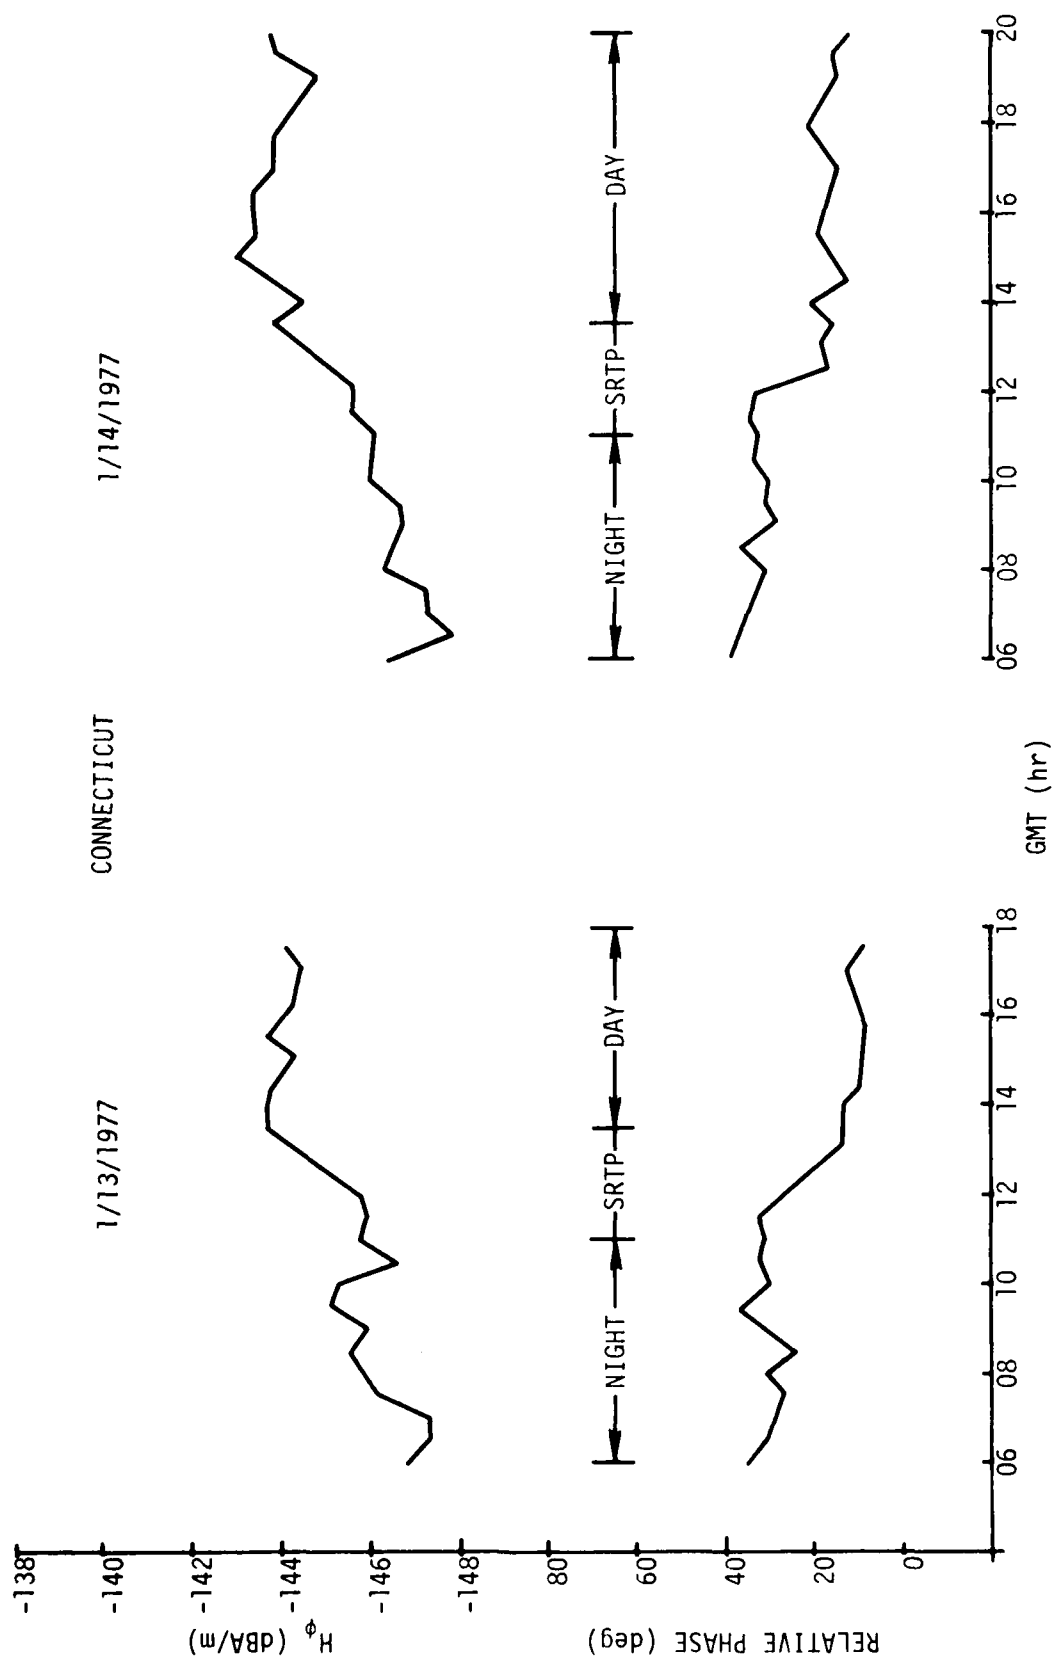 CONNECTICUT
1/13/1977
1/14/1977
H
ϕ
(dBA/m)
-138
-140
-142
-144
-146
-148
NIGHT
SRTP
DAY
NIGHT
SRTP
DAY
RELATIVE PHASE (deg)
80
60
40
20
0
06
08
10
12
14
16
18
06
08
10
12
14
16
18
20
GMT (hr)